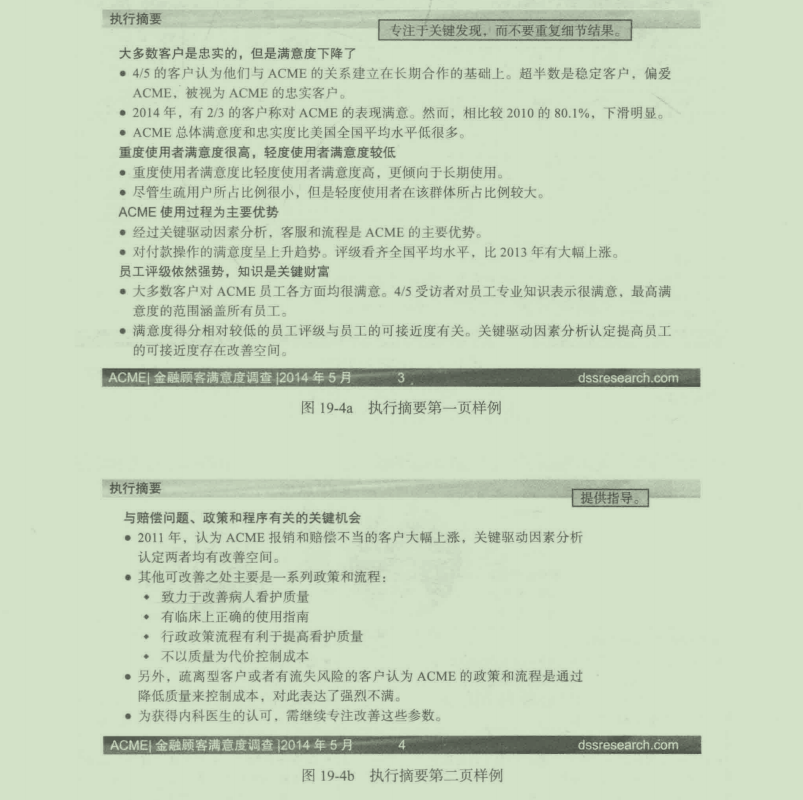 执行摘要
专注于关键发现，而不要重复细节结果。
大多数客户是忠实的，但是满意度下降了
● 4/5 的客户认为他们与 ACME 的关系建立在长期合作的基础上。超半数是稳定客户，偏爱
ACME，被视为 ACME 的忠实客户。
● 2014 年，有 2/3 的客户称对 ACME 的表现满意。然而，相比较 2010 的 80.1%，下滑明显。
● ACME 总体满意度和忠实度比美国全国平均水平低很多。
重度使用者满意度很高，轻度使用者满意度较低
● 重度使用者满意度比轻度使用者满意度高，更倾向于长期使用。
● 尽管生疏用户所占比例很小，但是轻度使用者在该群体所占比例较大。
ACME 使用过程为主要优势
● 经过关键驱动因素分析，客服和流程是 ACME 的主要优势。
● 对付款操作的满意度呈上升趋势。评级看齐全国平均水平，比 2013 年有大幅上涨。
员工评级依然强势，知识是关键财富
● 大多数客户对 ACME 员工各方面均很满意。4/5 受访者对员工专业知识表示很满意，最高满
意度的范围涵盖所有员工。
● 满意度得分相对较低的员工评级与员工的可接近度有关。关键驱动因素分析认定提高员工
的可接近度存在改善空间。
ACME| 金融顾客满意度调查 |2014 年 5 月 3 dssresearch.com
图 19-4a 执行摘要第一页样例
执行摘要
提供指导。
与赔偿问题、政策和程序有关的关键机会
● 2011 年，认为 ACME 报销和赔偿不当的客户大幅上涨，关键驱动因素分析
认定两者均有改善空间。
● 其他可改善之处主要是一系列政策和流程：
◆ 致力于改善病人看护质量
◆ 有临床上正确的使用指南
◆ 行政政策流程有利于提高看护质量
◆ 不以质量为代价控制成本
● 另外，疏离型客户或者有流失风险的客户认为 ACME 的政策和流程是通过
降低质量来控制成本，对此表达了强烈不满。
● 为获得内科医生的认可，需继续专注改善这些参数。
ACME| 金融顾客满意度调查 |2014 年 5 月 4 dssresearch.com
图 19-4b 执行摘要第二页样例